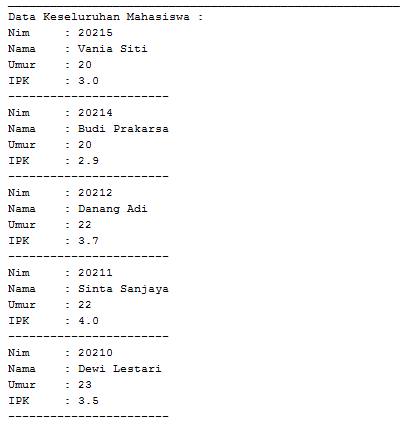 Data Keseluruhan Mahasiswa :
Nim : 20215
Nama : Vania Siti
Umur : 20
IPK : 3.0
-----------------------
Nim : 20214
Nama : Budi Prakarsa
Umur : 20
IPK : 2.9
-----------------------
Nim : 20212
Nama : Danang Adi
Umur : 22
IPK : 3.7
-----------------------
Nim : 20211
Nama : Sinta Sanjaya
Umur : 22
IPK : 4.0
-----------------------
Nim : 20210
Nama : Dewi Lestari
Umur : 23
IPK : 3.5
-----------------------